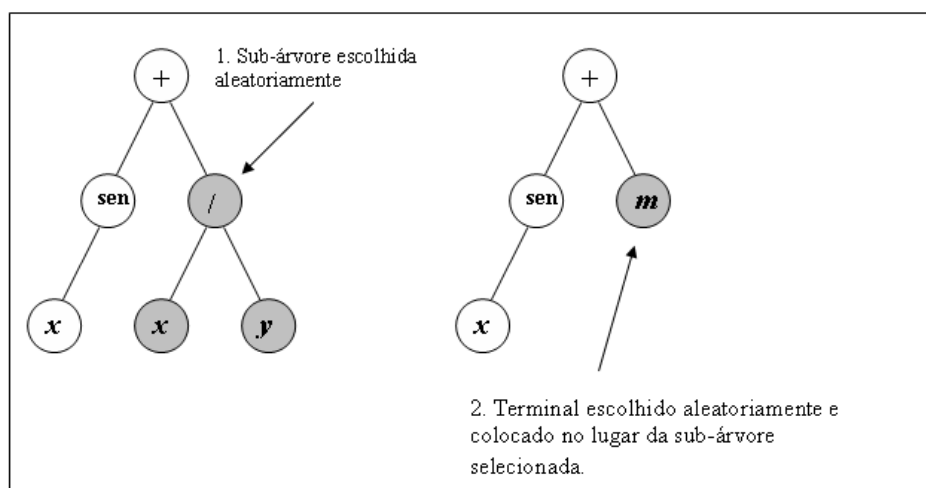 1. Sub-árvore escolhida
aleatoriamente
+
sen
/
x
x
y
+
sen
m
x
2. Terminal escolhido aleatoriamente e
colocado no lugar da sub-árvore
selecionada.